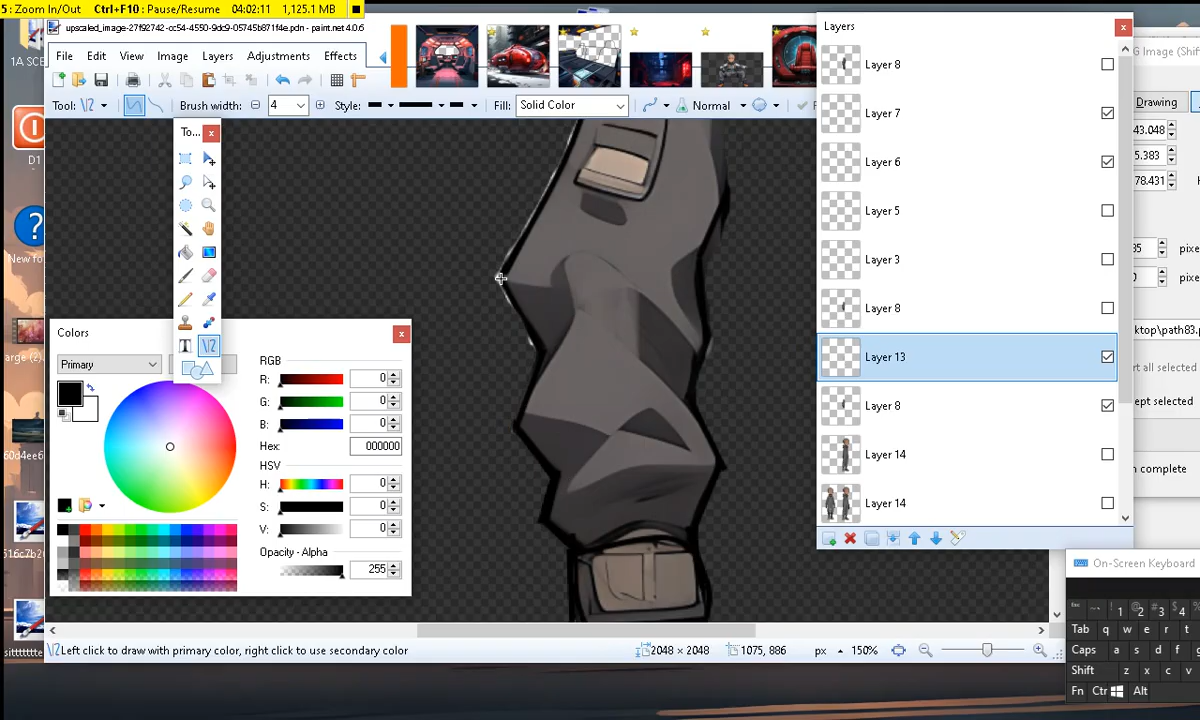 5: Zoom In/Out Ctrl+F10: Pause/Resume 04:02:11 1,125.1 MB
upscaled_image-27f92742-cc54-4550-9dc9-05745b871f4e.pdn - paint.net 4.0.6
1A SCE
File Edit View Image Layers Adjustments Effects
Tool: Brush width: 4 Style: Fill: Solid Color Normal
To...
D1
New fo
arge (2).
60d4ee6
516c7b2
sittttttte
Colors
Primary
RGB
R: 0
G: 0
B: 0
Hex: 000000
HSV
H: 0
S: 0
V: 0
Opacity - Alpha
255
Layers
Layer 8
Layer 7
Layer 6
Layer 5
Layer 3
Layer 8
Layer 13
Layer 8
Layer 14
Layer 14
G Image (Shift
Drawing
43.048
5.383
78.431
pixe
pixe
ktop\path83.p
rt all selected
ept selected
n complete
On-Screen Keyboard
Tab q w e r t
Caps a s d f
Shift z x c v
Fn Ctr Alt
Left click to draw with primary color, right click to use secondary color
2048 × 2048 1075, 886 px 150%